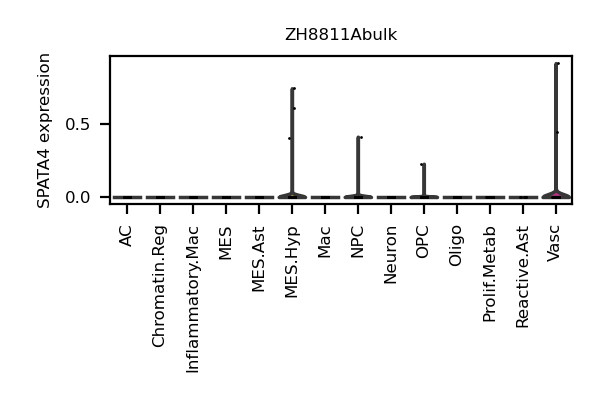 ZH8811Abulk
SPATA4 expression
0.5
0.0
AC
Chromatin.Reg
Inflammatory.Mac
MES
MES.Ast
MES.Hyp
Mac
NPC
Neuron
OPC
Oligo
Prolif.Metab
Reactive.Ast
Vasc